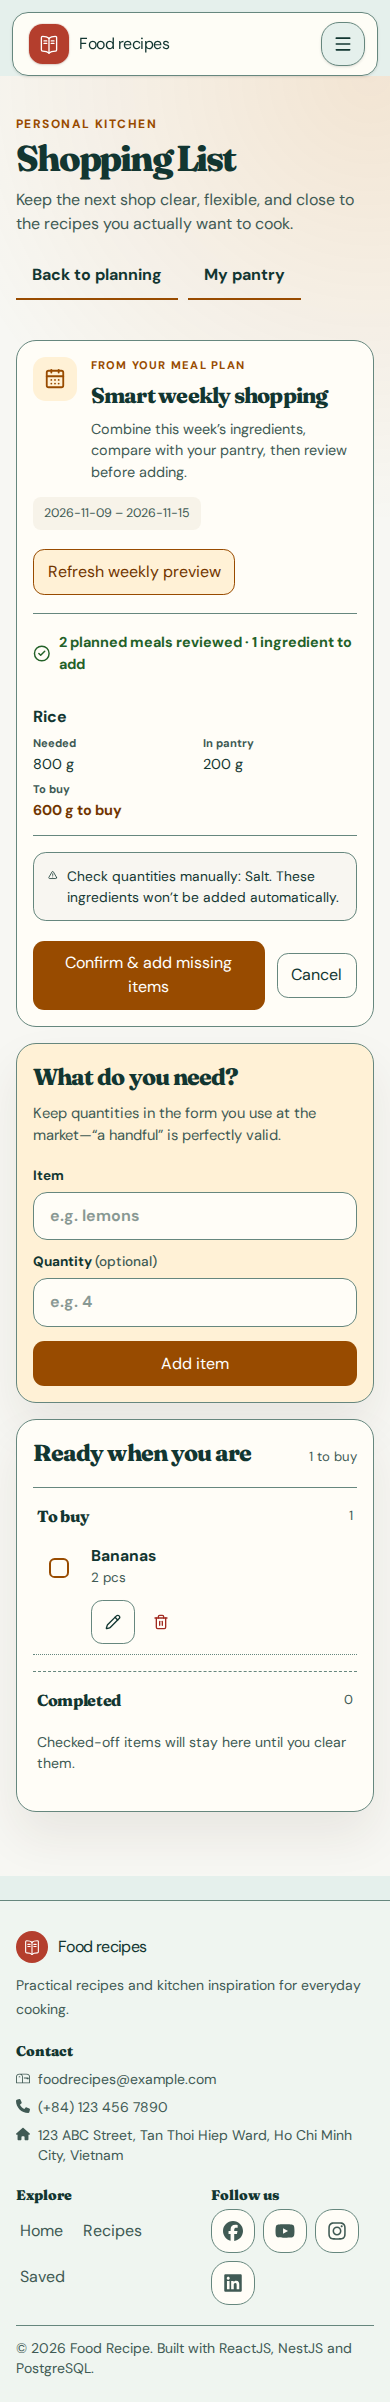 Food recipes
PERSONAL KITCHEN
Shopping List
Keep the next shop clear, flexible, and close to
the recipes you actually want to cook.
Back to planning
My pantry
FROM YOUR MEAL PLAN
Smart weekly shopping
Combine this week’s ingredients,
compare with your pantry, then review
before adding.
2026-11-09 – 2026-11-15
Refresh weekly preview
2 planned meals reviewed · 1 ingredient to
add
Rice
Needed
In pantry
800 g
200 g
To buy
600 g to buy
Check quantities manually: Salt. These
ingredients won’t be added automatically.
Confirm & add missing
items
Cancel
What do you need?
Keep quantities in the form you use at the
market—“a handful” is perfectly valid.
Item
e.g. lemons
Quantity (optional)
e.g. 4
Add item
Ready when you are
1 to buy
To buy
1
Bananas
2 pcs
Completed
0
Checked-off items will stay here until you clear
them.
Food recipes
Practical recipes and kitchen inspiration for everyday
cooking.
Contact
foodrecipes@example.com
(+84) 123 456 7890
123 ABC Street, Tan Thoi Hiep Ward, Ho Chi Minh
City, Vietnam
Explore
Home
Recipes
Saved
Follow us
© 2026 Food Recipe. Built with ReactJS, NestJS and
PostgreSQL.